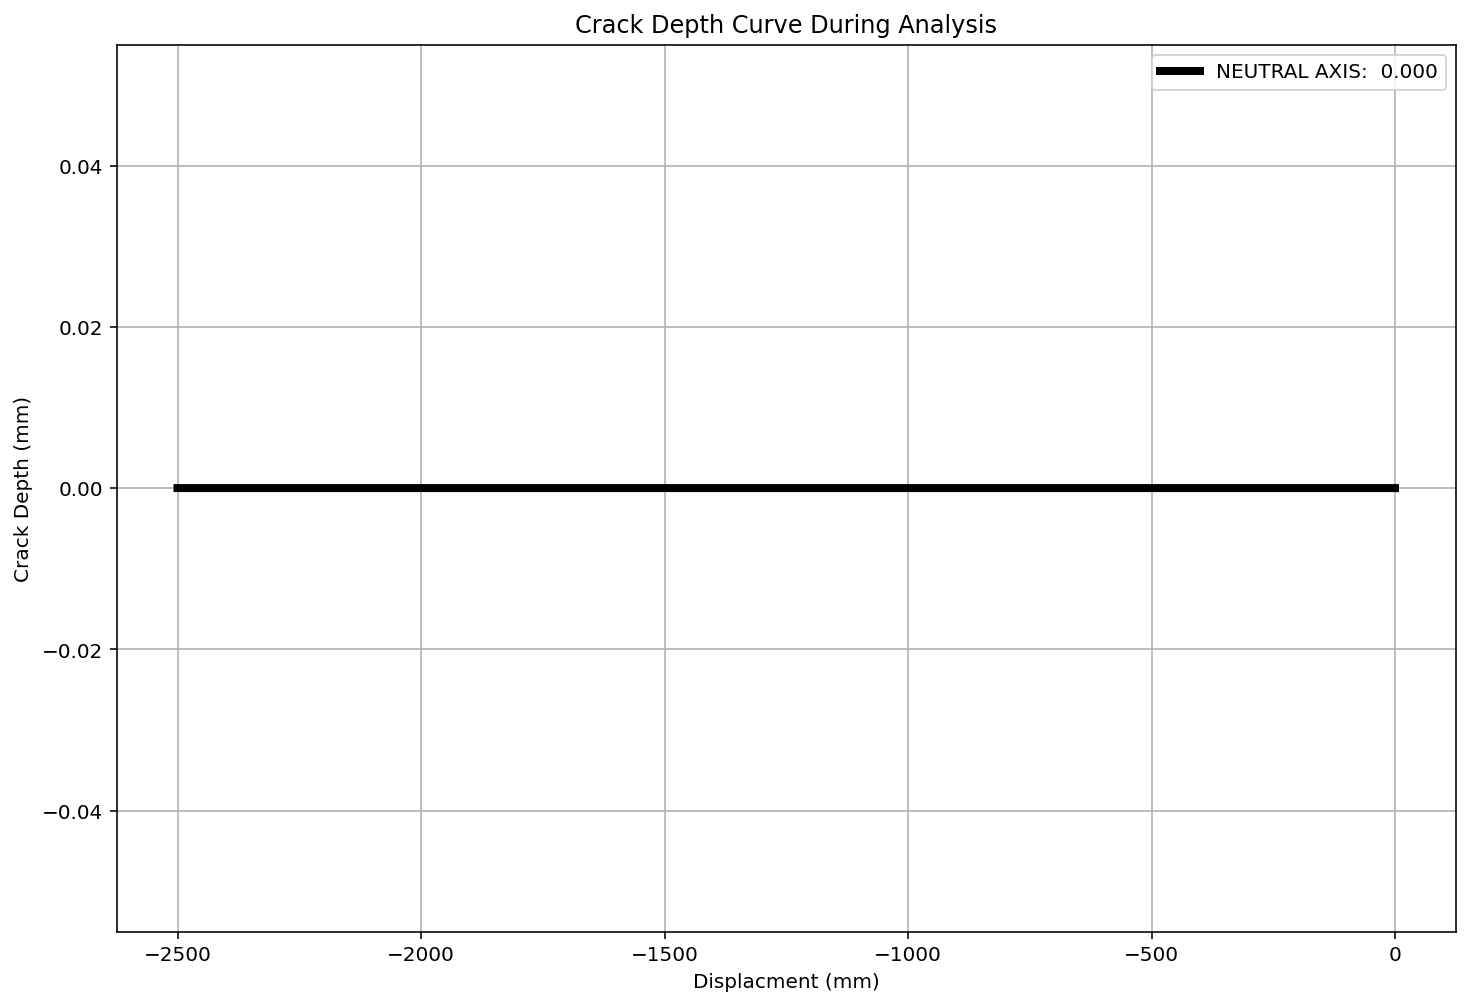 Crack Depth Curve During Analysis
NEUTRAL AXIS:  0.000
0.04
0.02
0.00
−0.02
−0.04
Crack Depth (mm)
−2500 −2000 −1500 −1000 −500 0
Displacment (mm)